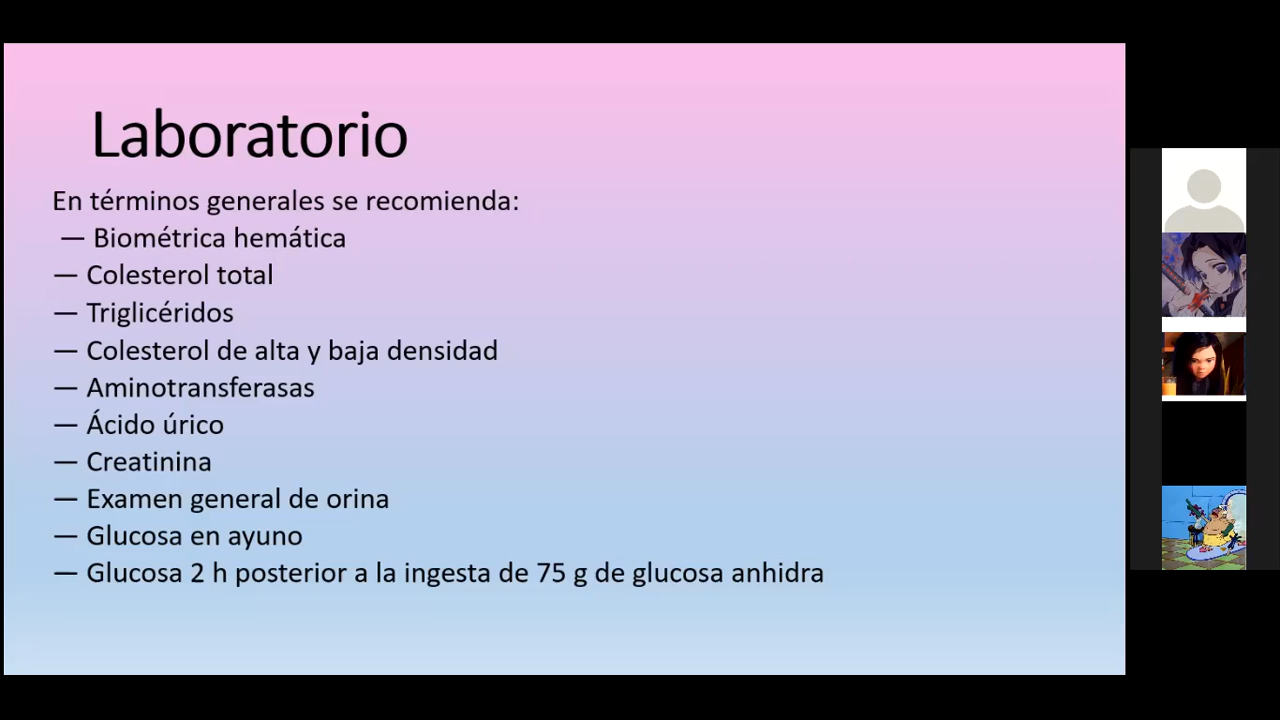 Laboratorio
En términos generales se recomienda:
— Biométrica hemática
— Colesterol total
— Triglicéridos
— Colesterol de alta y baja densidad
— Aminotransferasas
— Ácido úrico
— Creatinina
— Examen general de orina
— Glucosa en ayuno
— Glucosa 2 h posterior a la ingesta de 75 g de glucosa anhidra